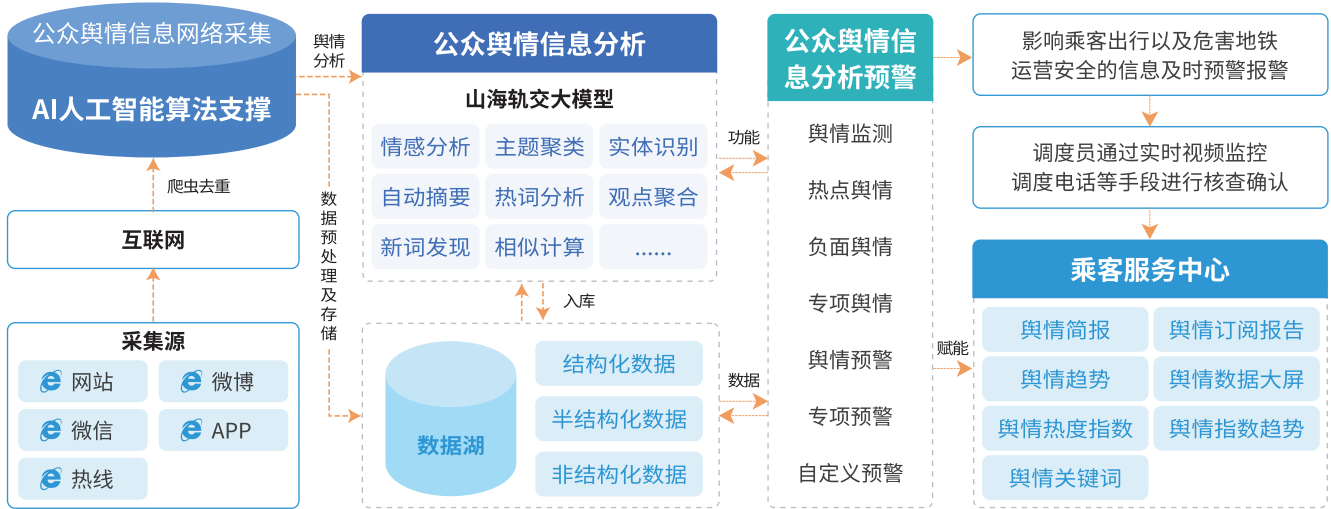 公众舆情信息网络采集
AI人工智能算法支撑
爬虫去重
互联网
采集源
网站
微博
微信
APP
热线
舆情
分析
数据预处理及存储
公众舆情信息分析
山海轨交大模型
情感分析
主题聚类
实体识别
自动摘要
热词分析
观点聚合
新词发现
相似计算
......
入库
数据湖
结构化数据
半结构化数据
非结构化数据
功能
数据
公众舆情信
息分析预警
舆情监测
热点舆情
负面舆情
专项舆情
舆情预警
专项预警
自定义预警
赋能
影响乘客出行以及危害地铁
运营安全的信息及时预警报警
调度员通过实时视频监控
调度电话等手段进行核查确认
乘客服务中心
舆情简报
舆情订阅报告
舆情趋势
舆情数据大屏
舆情热度指数
舆情指数趋势
舆情关键词